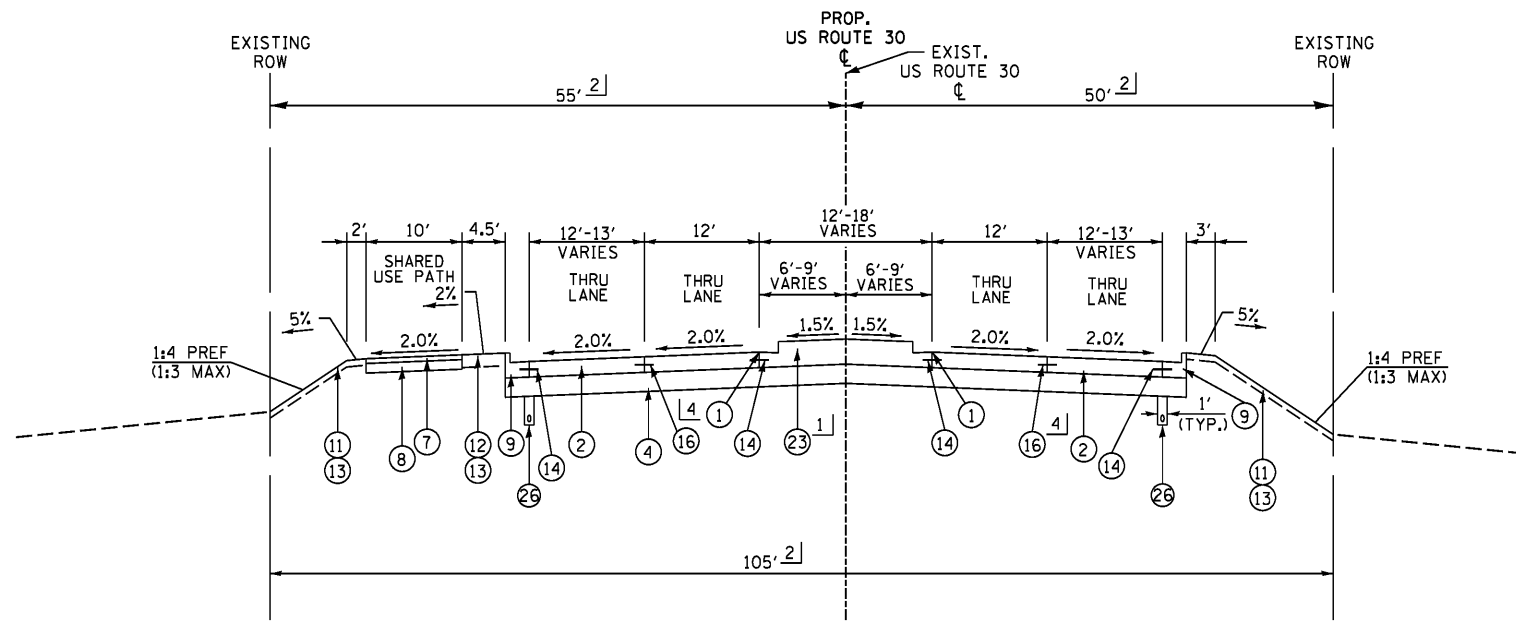 PROP.
US ROUTE 30
℄
EXISTING
ROW
EXIST.
US ROUTE 30
℄
EXISTING
ROW
55' 2
50' 2
2'
10'
4.5'
12'-13'
VARIES
12'
12'-18'
VARIES
12'
12'-13'
VARIES
3'
SHARED
USE PATH
THRU
LANE
THRU
LANE
6'-9'
VARIES
6'-9'
VARIES
THRU
LANE
THRU
LANE
2%
5%
2.0%
2.0%
2.0%
1.5%
1.5%
2.0%
2.0%
5%
1:4 PREF
(1:3 MAX)
1:4 PREF
(1:3 MAX)
11
13
8
7
12
13
9
14
2
4
16
4
1
14
23
1
14
1
16
4
2
14
1'
(TYP.)
9
11
13
26
26
105' 2